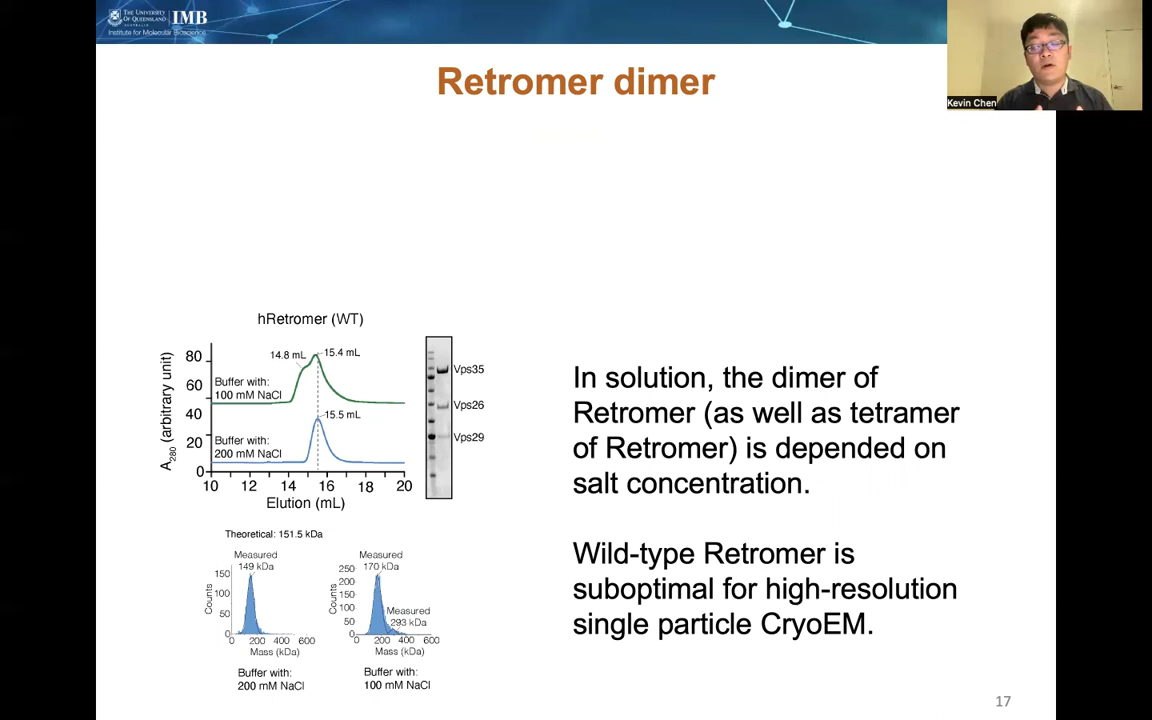 THE UNIVERSITY
OF QUEENSLAND
AUSTRALIA
IMB
Institute for Molecular Bioscience
Kevin Chen
Retromer dimer
hRetromer (WT)
A280 (arbitrary unit)
80
60
40
20
0
14.8 mL
15.4 mL
Buffer with:
100 mM NaCl
15.5 mL
Buffer with:
200 mM NaCl
10 12 14 16 18 20
Elution (mL)
Vps35
Vps26
Vps29
Theoretical: 151.5 kDa
Measured
149 kDa
Counts
150
100
50
0
0 200 400 600
Mass (kDa)
Buffer with:
200 mM NaCl
Measured
170 kDa
Counts
250
200
150
100
50
0
Measured
293 kDa
0 200 400 600
Mass (kDa)
Buffer with:
100 mM NaCl
In solution, the dimer of
Retromer (as well as tetramer
of Retromer) is depended on
salt concentration.
Wild-type Retromer is
suboptimal for high-resolution
single particle CryoEM.
17